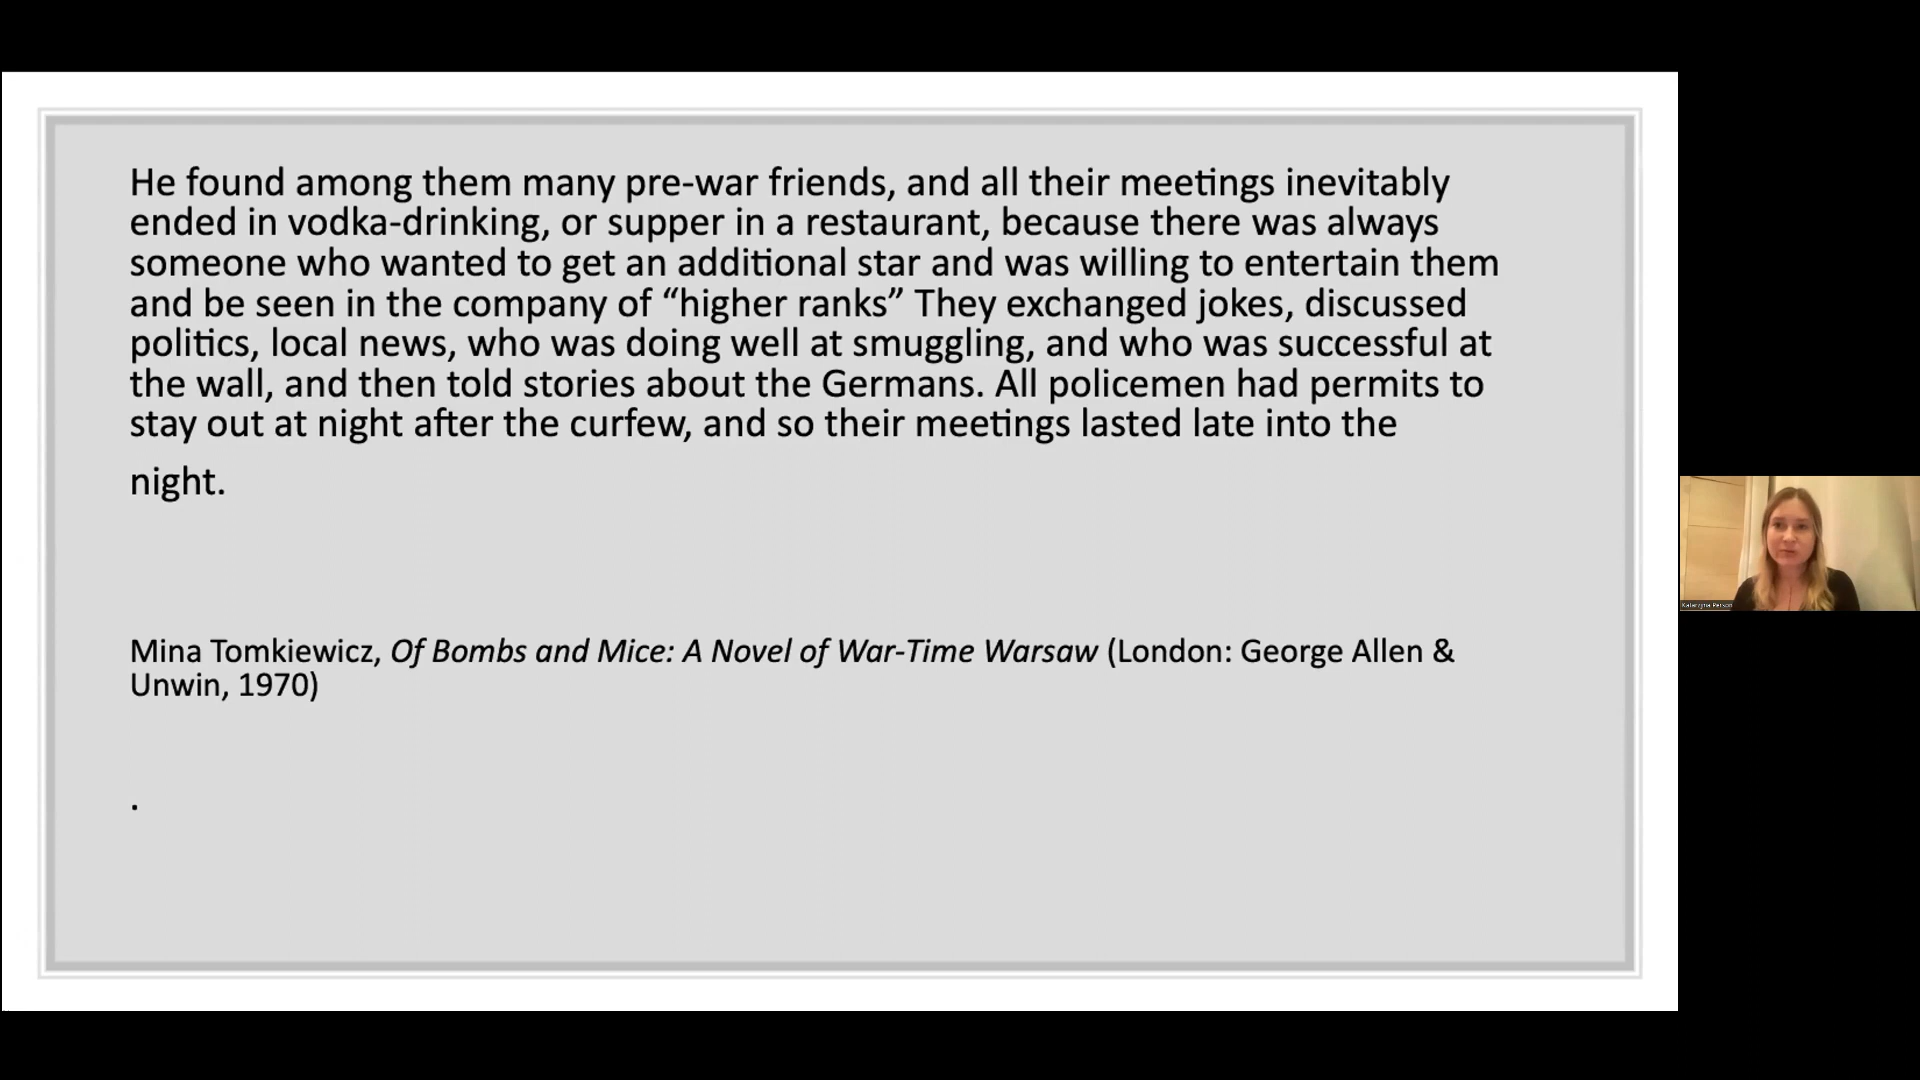 He found among them many pre-war friends, and all their meetings inevitably
ended in vodka-drinking, or supper in a restaurant, because there was always
someone who wanted to get an additional star and was willing to entertain them
and be seen in the company of “higher ranks” They exchanged jokes, discussed
politics, local news, who was doing well at smuggling, and who was successful at
the wall, and then told stories about the Germans. All policemen had permits to
stay out at night after the curfew, and so their meetings lasted late into the
night.
Mina Tomkiewicz, Of Bombs and Mice: A Novel of War-Time Warsaw (London: George Allen &
Unwin, 1970)
.
Katarzyna Person